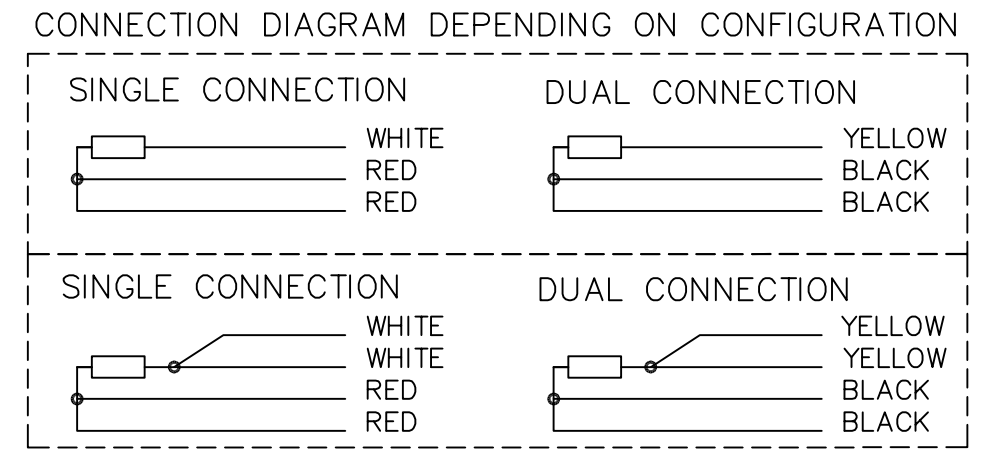 CONNECTION DIAGRAM DEPENDING ON CONFIGURATION
SINGLE CONNECTION
WHITE
RED
RED
DUAL CONNECTION
YELLOW
BLACK
BLACK
SINGLE CONNECTION
WHITE
WHITE
RED
RED
DUAL CONNECTION
YELLOW
YELLOW
BLACK
BLACK